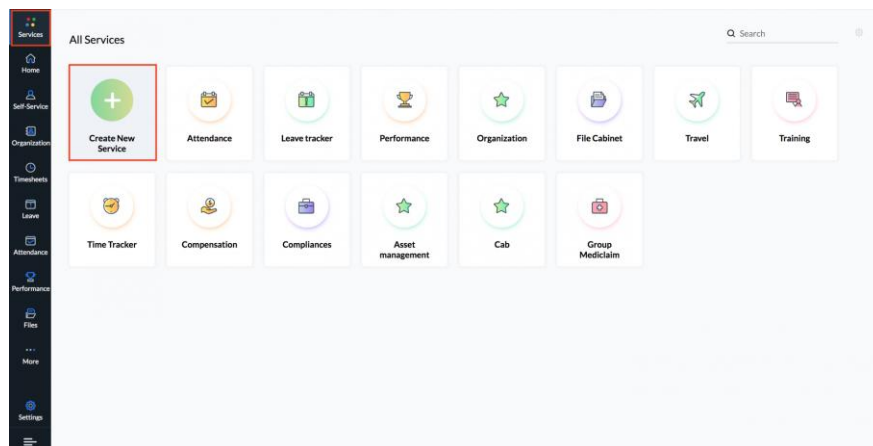 Services
Home
Self-Service
Organization
Timesheets
Leave
Attendance
Performance
Files
More
Settings
All Services
Search
Create New
Service
Attendance
Leave tracker
Performance
Organization
File Cabinet
Travel
Training
Time Tracker
Compensation
Compliances
Asset
management
Cab
Group
Mediclaim